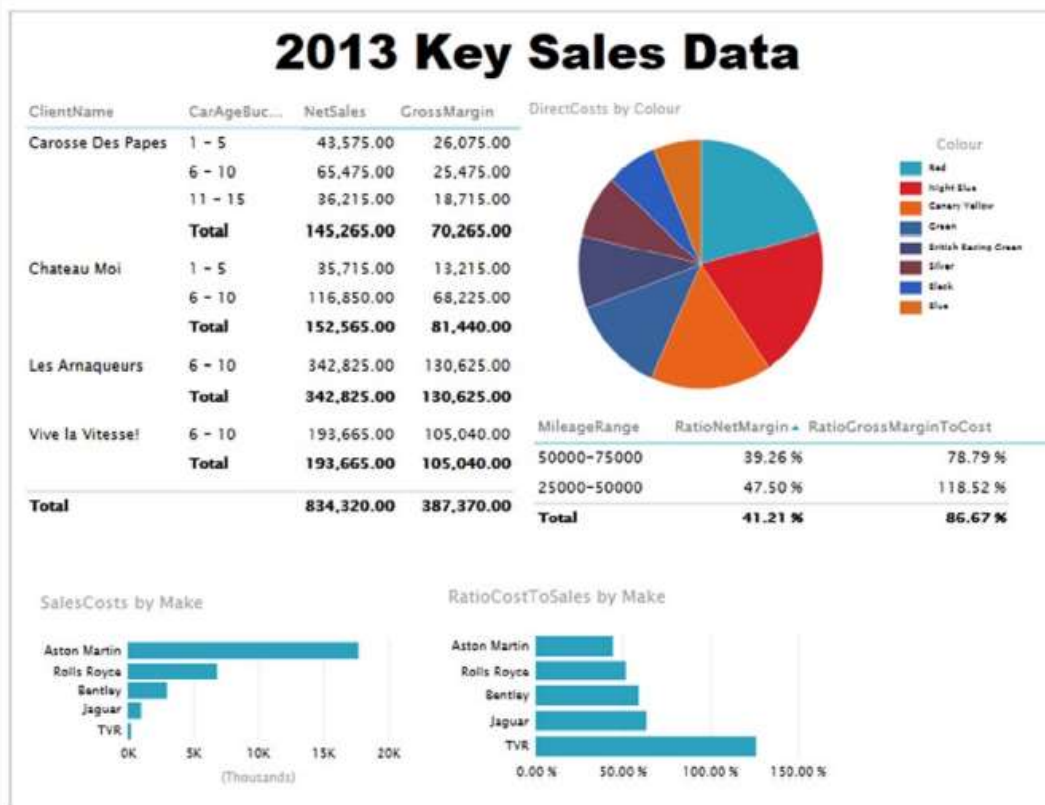 2013 Key Sales Data
ClientName CarAgeBuc... NetSales GrossMargin
Carosse Des Papes 1 - 5 43,575.00 26,075.00
6 - 10 65,475.00 25,475.00
11 - 15 36,215.00 18,715.00
Total 145,265.00 70,265.00
Chateau Moi 1 - 5 35,715.00 13,215.00
6 - 10 116,850.00 68,225.00
Total 152,565.00 81,440.00
Les Arnaqueurs 6 - 10 342,825.00 130,625.00
Total 342,825.00 130,625.00
Vive la Vitesse! 6 - 10 193,665.00 105,040.00
Total 193,665.00 105,040.00
Total 834,320.00 387,370.00
DirectCosts by Colour
Colour
Red
Night Blue
Canary Yellow
Green
British Racing Green
Silver
Black
Blue
MileageRange RatioNetMargin RatioGrossMarginToCost
50000-75000 39.26 % 78.79 %
25000-50000 47.50 % 118.52 %
Total 41.21 % 86.67 %
SalesCosts by Make
Aston Martin
Rolls Royce
Bentley
Jaguar
TVR
0K 5K 10K 15K 20K
(Thousands)
RatioCostToSales by Make
Aston Martin
Rolls Royce
Bentley
Jaguar
TVR
0.00 % 50.00 % 100.00 % 150.00 %